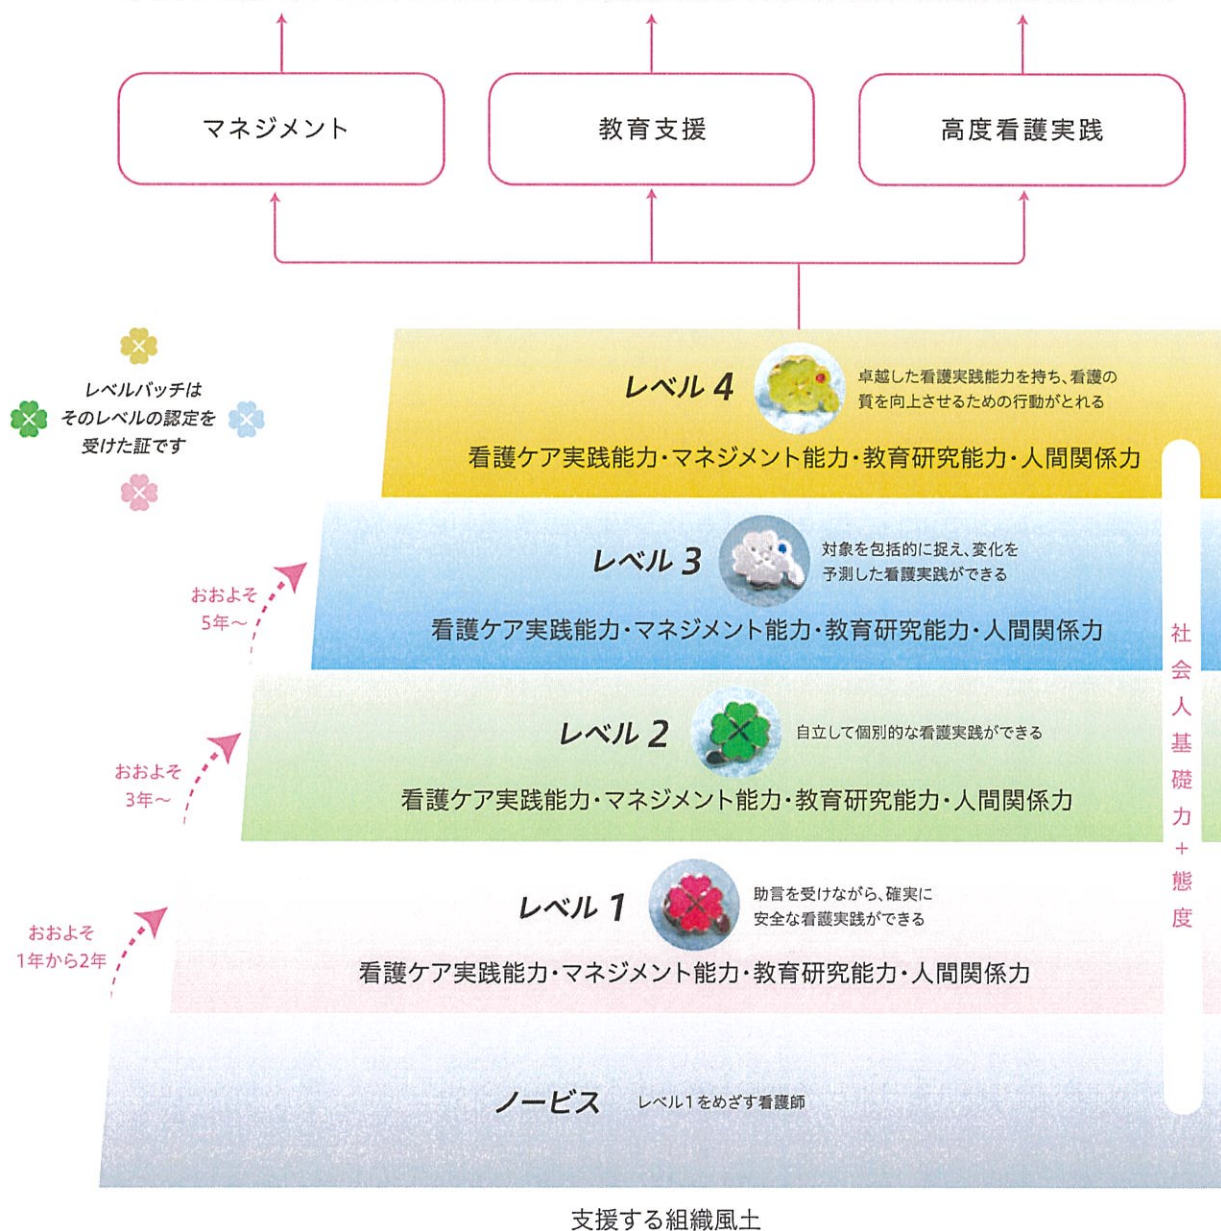 マネジメント
教育支援
高度看護実践
レベルバッチは
そのレベルの認定を
受けた証です
レベル 4
卓越した看護実践能力を持ち、看護の
質を向上させるための行動がとれる
看護ケア実践能力・マネジメント能力・教育研究能力・人間関係力
レベル 3
対象を包括的に捉え、変化を
予測した看護実践ができる
看護ケア実践能力・マネジメント能力・教育研究能力・人間関係力
おおよそ
5年～
レベル 2
自立して個別的な看護実践ができる
看護ケア実践能力・マネジメント能力・教育研究能力・人間関係力
おおよそ
3年～
レベル 1
助言を受けながら、確実に
安全な看護実践ができる
看護ケア実践能力・マネジメント能力・教育研究能力・人間関係力
おおよそ
1年から2年
ノービス
レベル1をめざす看護師
社会人基礎力+態度
支援する組織風土